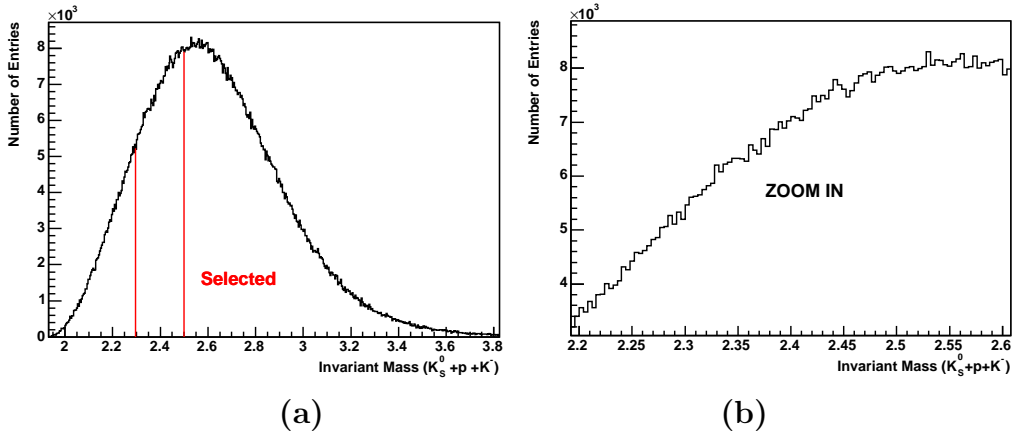 ×10³
Number of Entries
8
7
6
5
4
3
2
1
0
Selected
2 2.2 2.4 2.6 2.8 3 3.2 3.4 3.6 3.8
Invariant Mass (K⁰_S +p +K⁻)
(a)
×10³
Number of Entries
8
7
6
5
4
ZOOM IN
2.2 2.25 2.3 2.35 2.4 2.45 2.5 2.55 2.6
Invariant Mass (K⁰_S+p+K⁻)
(b)